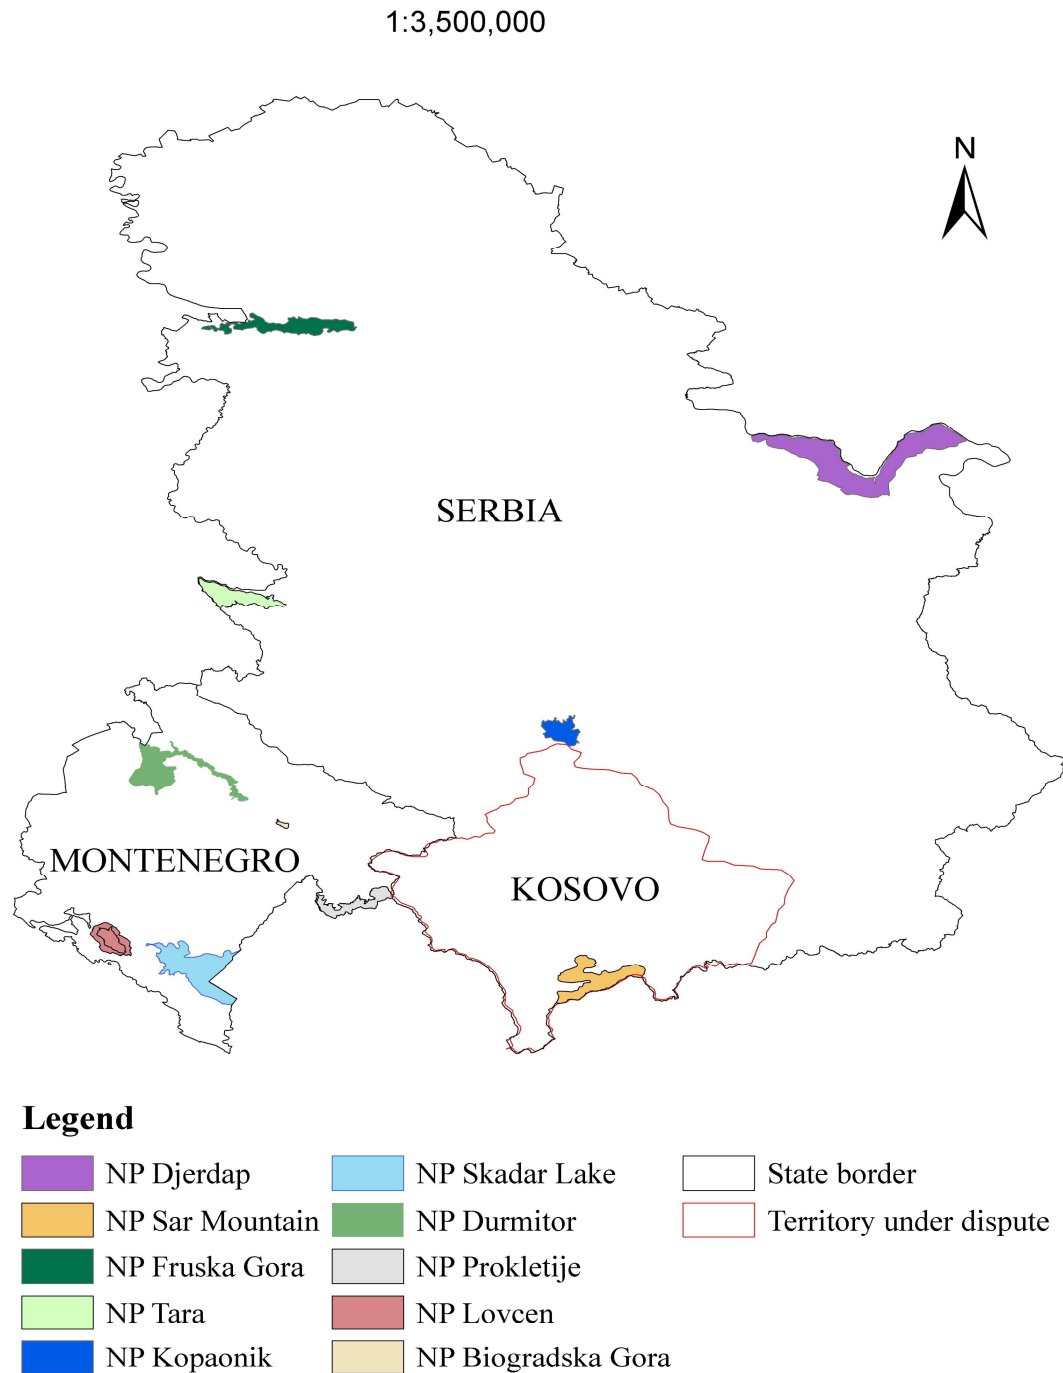 1:3,500,000
N
SERBIA
MONTENEGRO
KOSOVO
Legend
NP Djerdap
NP Sar Mountain
NP Fruska Gora
NP Tara
NP Kopaonik
NP Skadar Lake
NP Durmitor
NP Prokletije
NP Lovcen
NP Biogradska Gora
State border
Territory under dispute